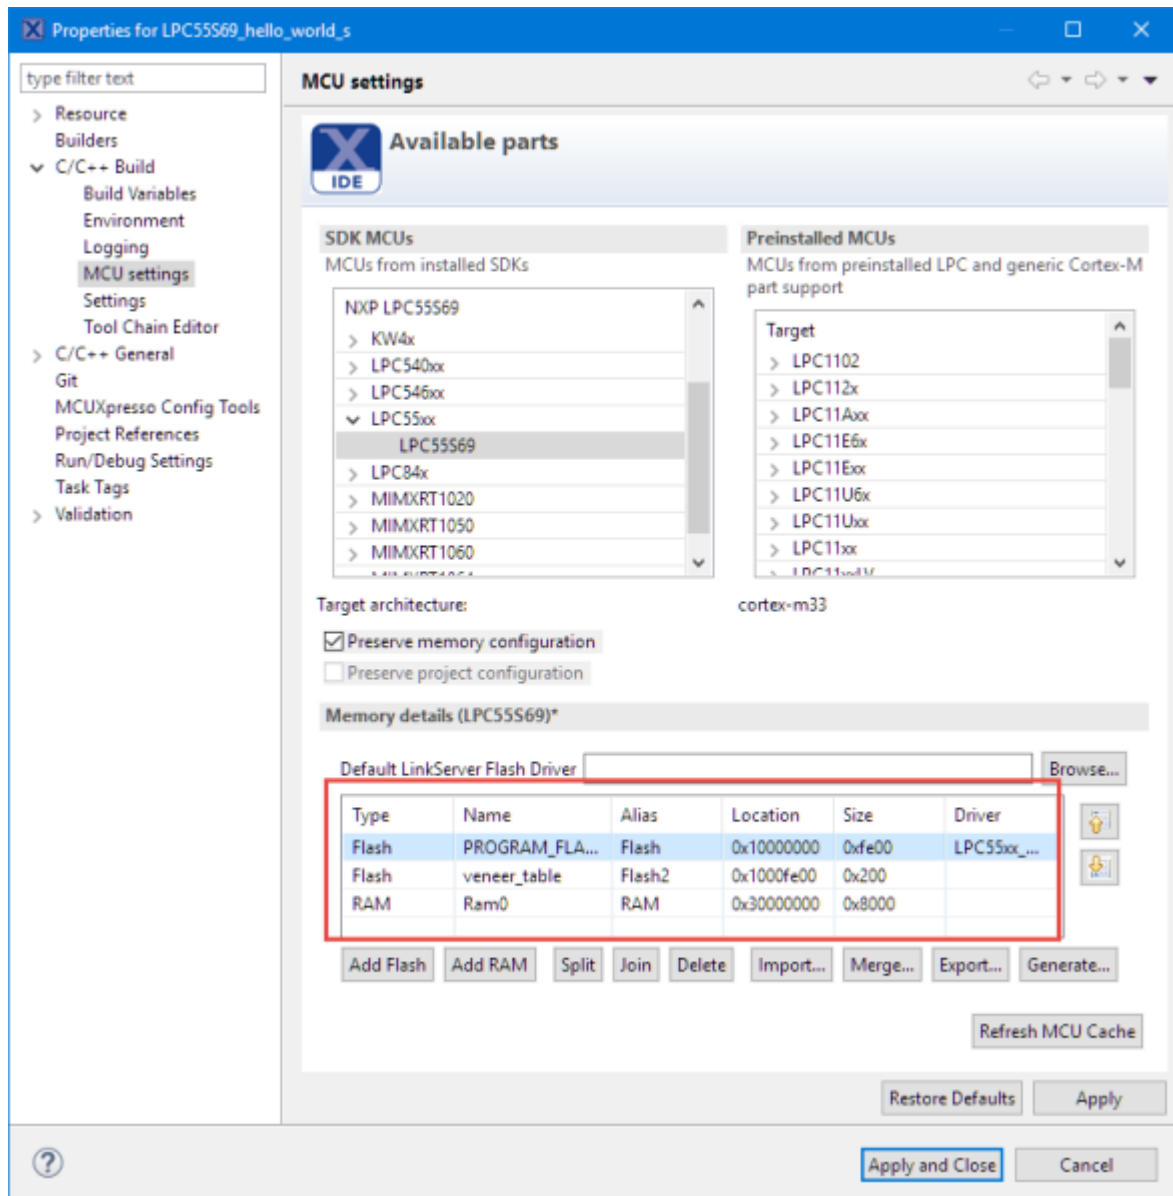 Properties for LPC55S69_hello_world_s
type filter text
Resource
Builders
C/C++ Build
Build Variables
Environment
Logging
MCU settings
Settings
Tool Chain Editor
C/C++ General
Git
MCUXpresso Config Tools
Project References
Run/Debug Settings
Task Tags
Validation
MCU settings
IDE
Available parts
SDK MCUs
MCUs from installed SDKs
NXP LPC55S69
KW4x
LPC540xx
LPC546xx
LPC55xx
LPC55S69
LPC84x
MIMXRT1020
MIMXRT1050
MIMXRT1060
Preinstalled MCUs
MCUs from preinstalled LPC and generic Cortex-M
part support
Target
LPC1102
LPC112x
LPC11Axx
LPC11E6x
LPC11Exx
LPC11U6x
LPC11Uxx
LPC11xx
Target architecture: cortex-m33
Preserve memory configuration
Preserve project configuration
Memory details (LPC55S69)*
Default LinkServer Flash Driver Browse...
Type Name Alias Location Size Driver
Flash PROGRAM_FLA... Flash 0x10000000 0xfe00 LPC55xx_...
Flash veneer_table Flash2 0x1000fe00 0x200
RAM Ram0 RAM 0x30000000 0x8000
Add Flash Add RAM Split Join Delete Import... Merge... Export... Generate...
Refresh MCU Cache
Restore Defaults Apply
Apply and Close Cancel